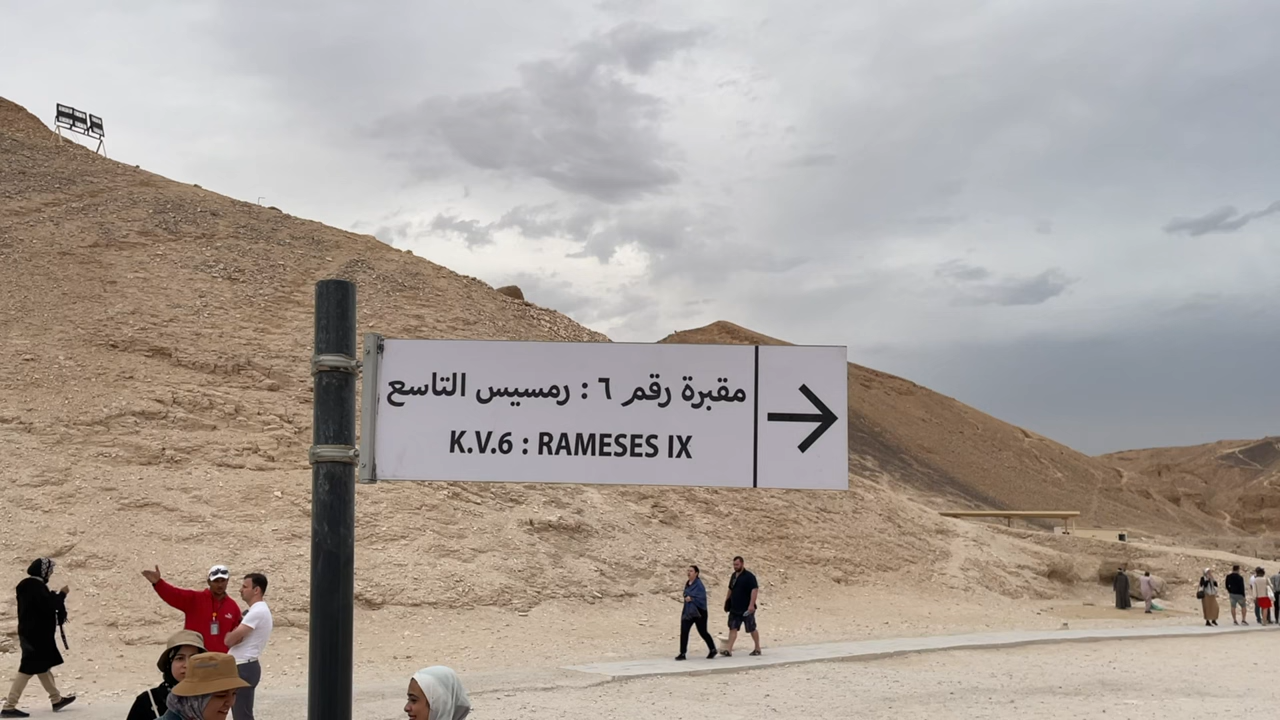 مقبرة رقم ٦ : رمسيس التاسع
K.V.6 : RAMESES IX